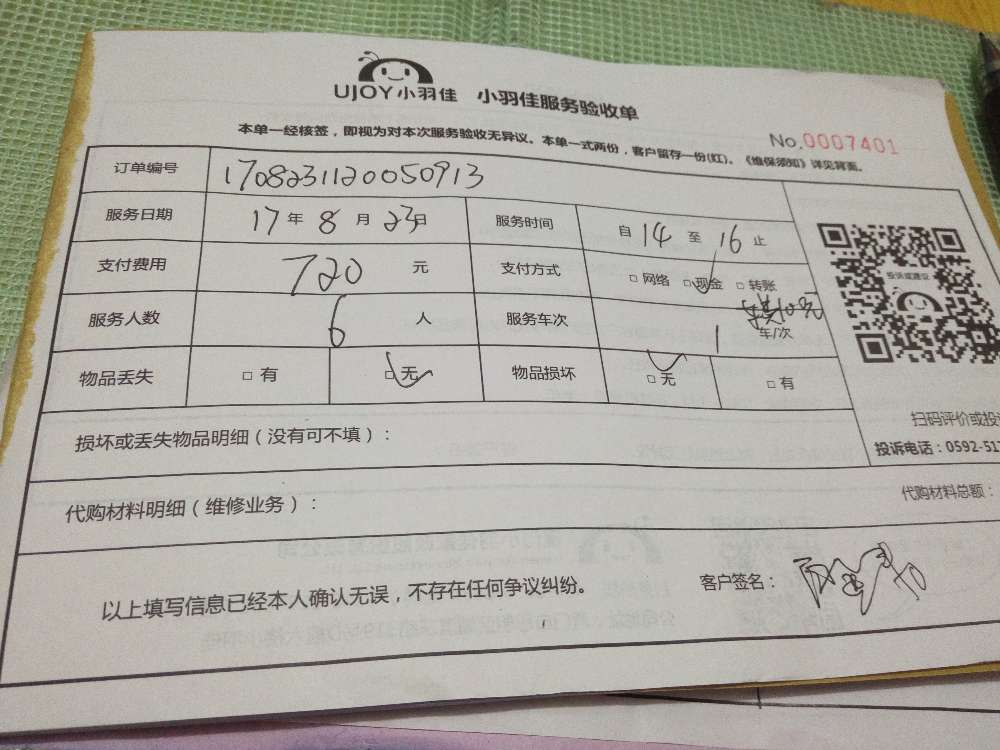 UJOY小羽佳 小羽佳服务验收单
No.0007401
本单一经核签，即视为对本次服务验收无异议。本单一式两份，客户留存一份(红)。《维保须知》详见背面。
订单编号 1708231120050913
服务日期 17年8月23日 服务时间 自14至16止
支付费用 720元 支付方式 □网络 □现金 □转账
服务人数 6人 服务车次 1 车/次
物品丢失 □有 □无 物品损坏 □无 □有
投诉或建议
扫码评价或投
损坏或丢失物品明细（没有可不填）：
投诉电话：0592-51
代购材料明细（维修业务）：
代购材料总额：
以上填写信息已经本人确认无误，不存在任何争议纠纷。
客户签名：